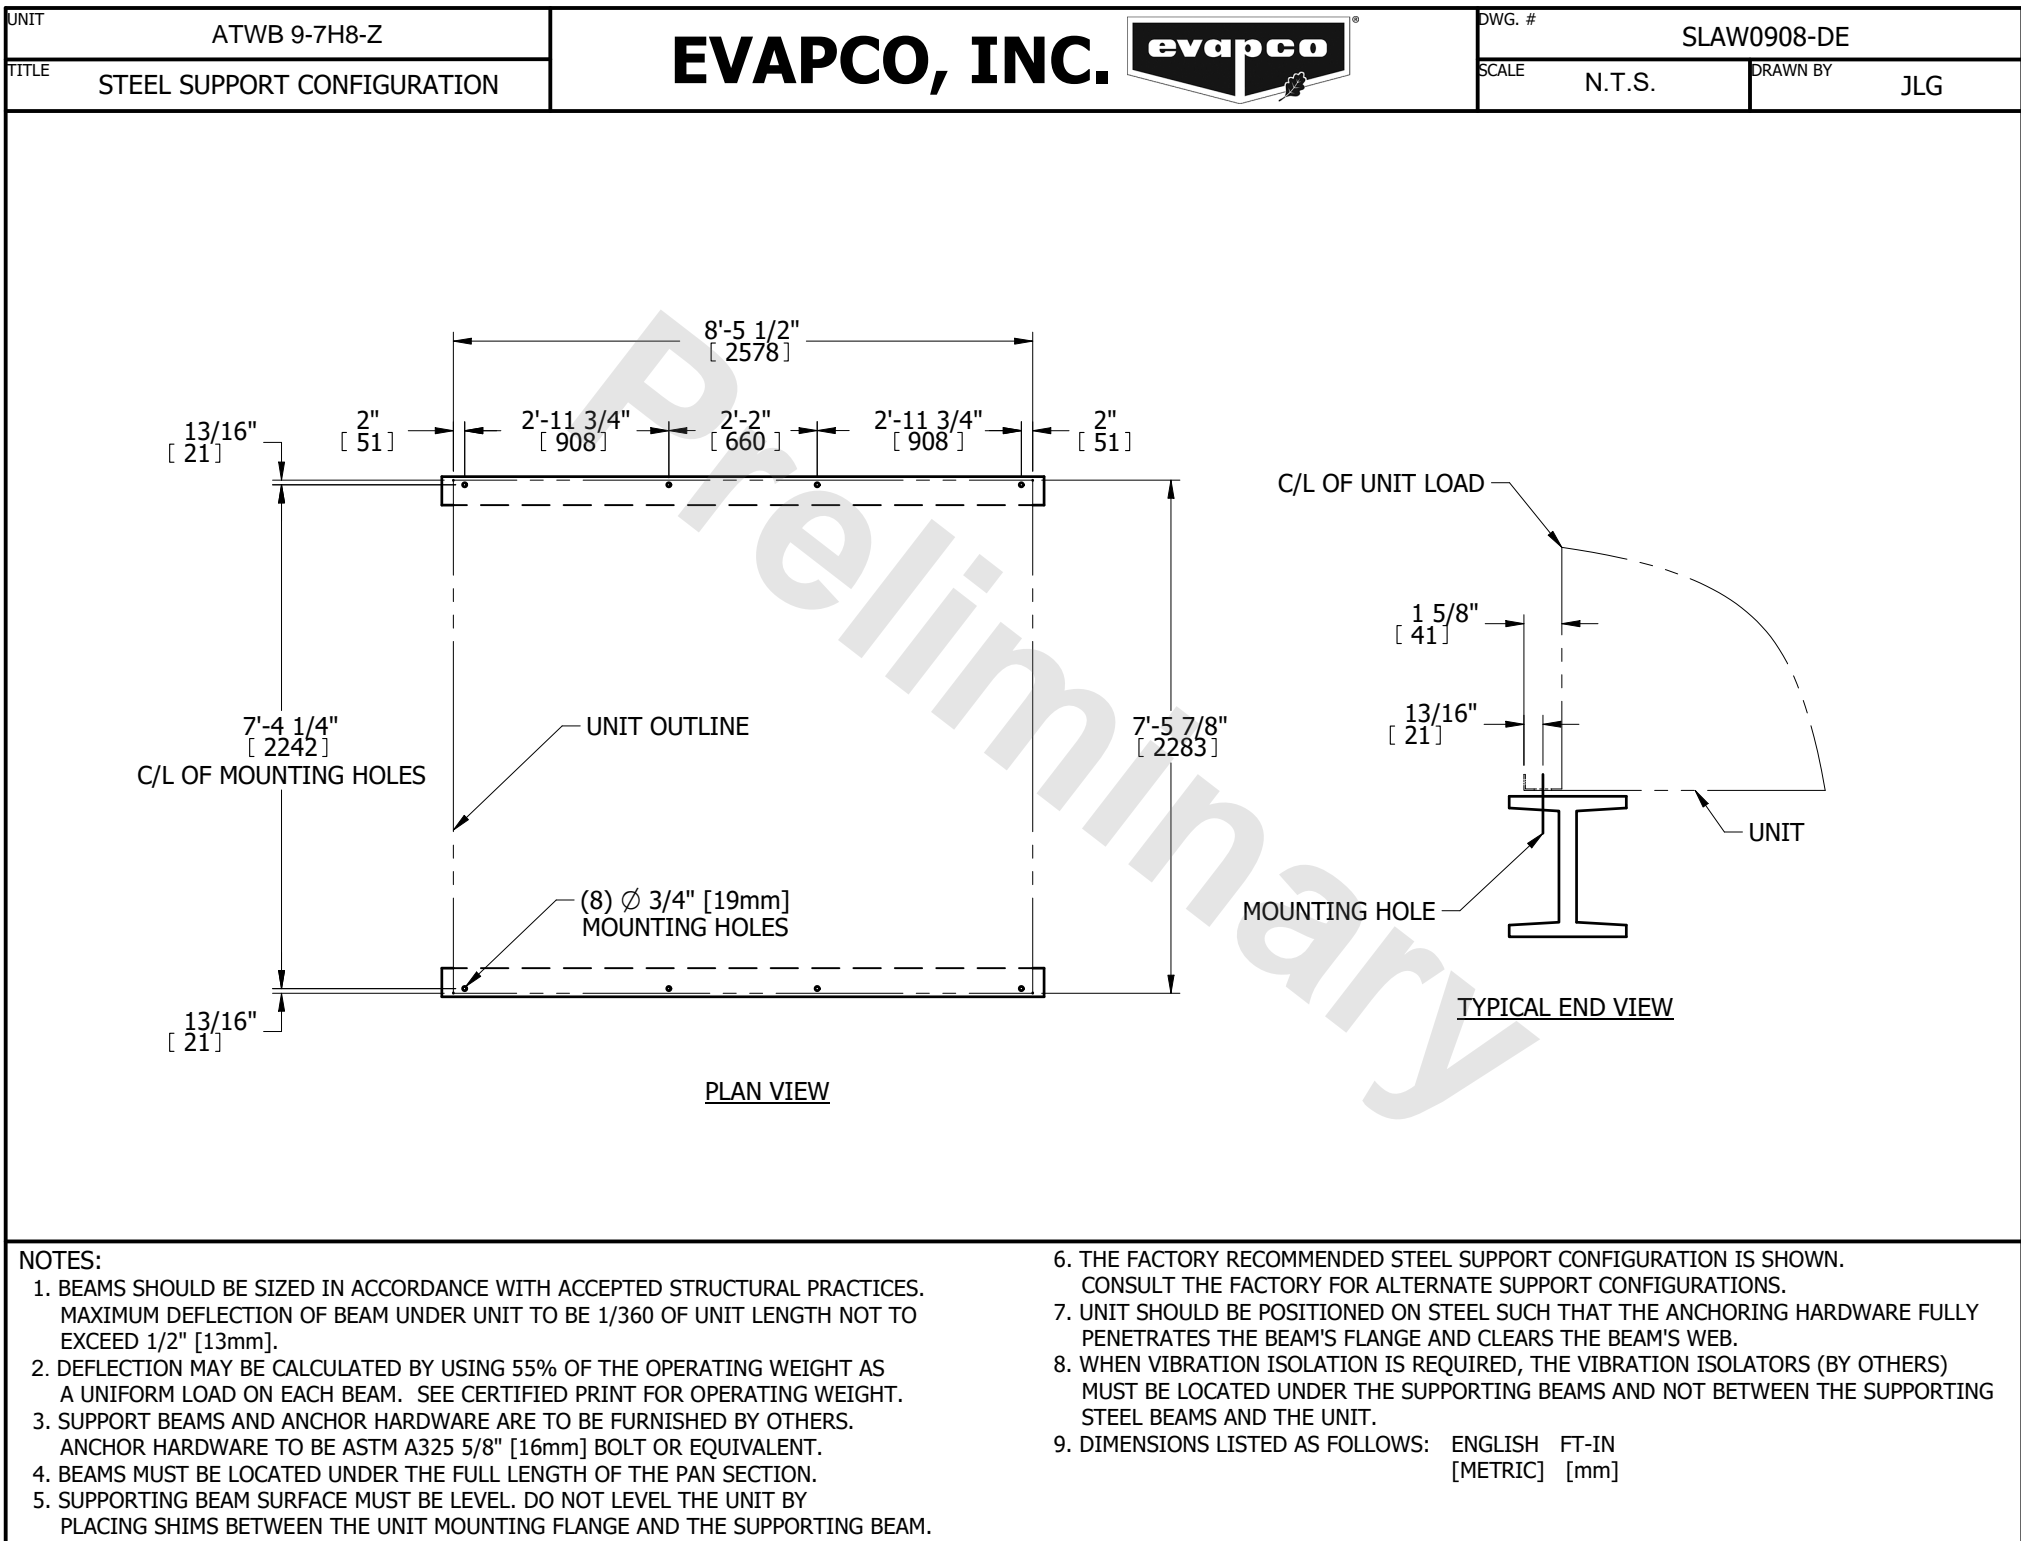 UNIT
ATWB 9-7H8-Z
TITLE
STEEL SUPPORT CONFIGURATION
EVAPCO, INC.
evapco
®
DWG. #
SLAW0908-DE
SCALE
N.T.S.
DRAWN BY
JLG
8'-5 1/2"
[ 2578]
13/16"
[ 21]
2"
[ 51]
2'-11 3/4"
[ 908]
2'-2"
[ 660 ]
2'-11 3/4"
[ 908 ]
2"
[ 51]
7'-4 1/4"
[ 2242]
C/L OF MOUNTING HOLES
UNIT OUTLINE
7'-5 7/8"
[ 2283]
(8) ∅ 3/4" [19mm]
MOUNTING HOLES
13/16"
[ 21]
PLAN VIEW
C/L OF UNIT LOAD
1 5/8"
[ 41]
13/16"
[ 21]
UNIT
MOUNTING HOLE
TYPICAL END VIEW
Preliminary
NOTES:
1. BEAMS SHOULD BE SIZED IN ACCORDANCE WITH ACCEPTED STRUCTURAL PRACTICES.
MAXIMUM DEFLECTION OF BEAM UNDER UNIT TO BE 1/360 OF UNIT LENGTH NOT TO
EXCEED 1/2" [13mm].
2. DEFLECTION MAY BE CALCULATED BY USING 55% OF THE OPERATING WEIGHT AS
A UNIFORM LOAD ON EACH BEAM. SEE CERTIFIED PRINT FOR OPERATING WEIGHT.
3. SUPPORT BEAMS AND ANCHOR HARDWARE ARE TO BE FURNISHED BY OTHERS.
ANCHOR HARDWARE TO BE ASTM A325 5/8" [16mm] BOLT OR EQUIVALENT.
4. BEAMS MUST BE LOCATED UNDER THE FULL LENGTH OF THE PAN SECTION.
5. SUPPORTING BEAM SURFACE MUST BE LEVEL. DO NOT LEVEL THE UNIT BY
PLACING SHIMS BETWEEN THE UNIT MOUNTING FLANGE AND THE SUPPORTING BEAM.
6. THE FACTORY RECOMMENDED STEEL SUPPORT CONFIGURATION IS SHOWN.
CONSULT THE FACTORY FOR ALTERNATE SUPPORT CONFIGURATIONS.
7. UNIT SHOULD BE POSITIONED ON STEEL SUCH THAT THE ANCHORING HARDWARE FULLY
PENETRATES THE BEAM'S FLANGE AND CLEARS THE BEAM'S WEB.
8. WHEN VIBRATION ISOLATION IS REQUIRED, THE VIBRATION ISOLATORS (BY OTHERS)
MUST BE LOCATED UNDER THE SUPPORTING BEAMS AND NOT BETWEEN THE SUPPORTING
STEEL BEAMS AND THE UNIT.
9. DIMENSIONS LISTED AS FOLLOWS: ENGLISH FT-IN
[METRIC] [mm]